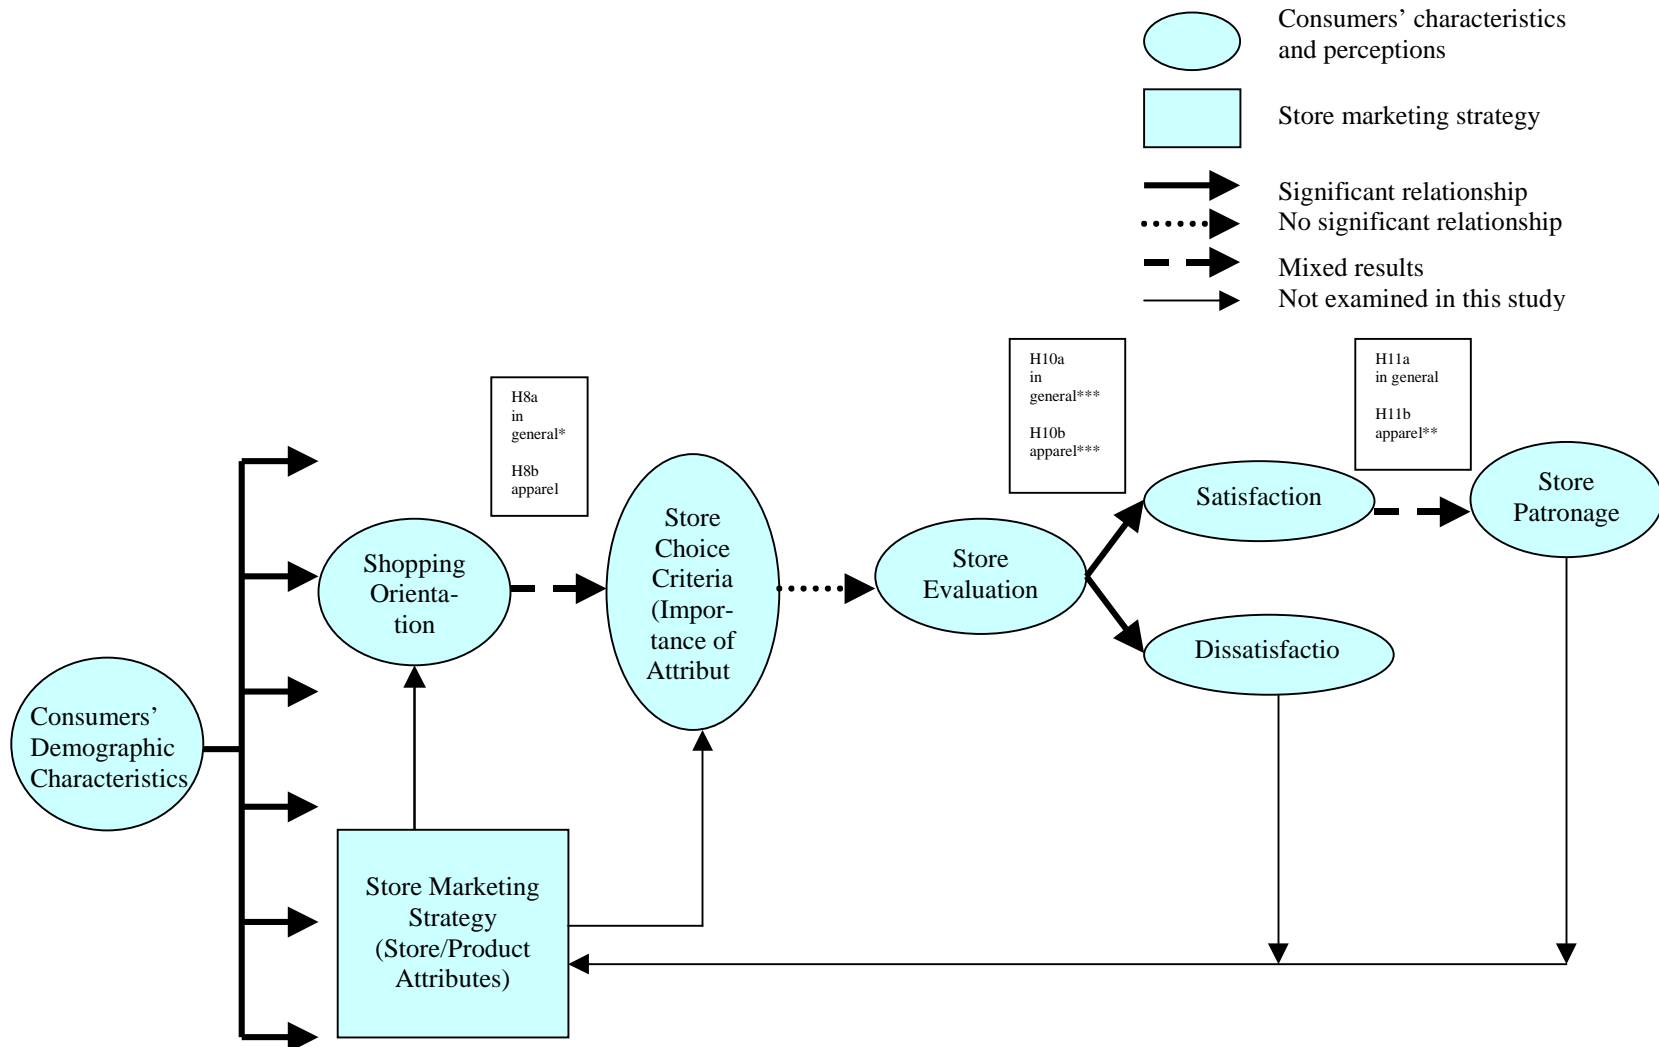 Consumers’ characteristics
and perceptions
Store marketing strategy
Significant relationship
No significant relationship
Mixed results
Not examined in this study
H8a
in
general*
H8b
apparel
H10a
in
general***
H10b
apparel***
H11a
in general
H11b
apparel**
Consumers’
Demographic
Characteristics
Shopping
Orienta-
tion
Store
Choice
Criteria
(Impor-
tance of
Attribut
Store
Evaluation
Satisfaction
Dissatisfactio
Store
Patronage
Store Marketing
Strategy
(Store/Product
Attributes)